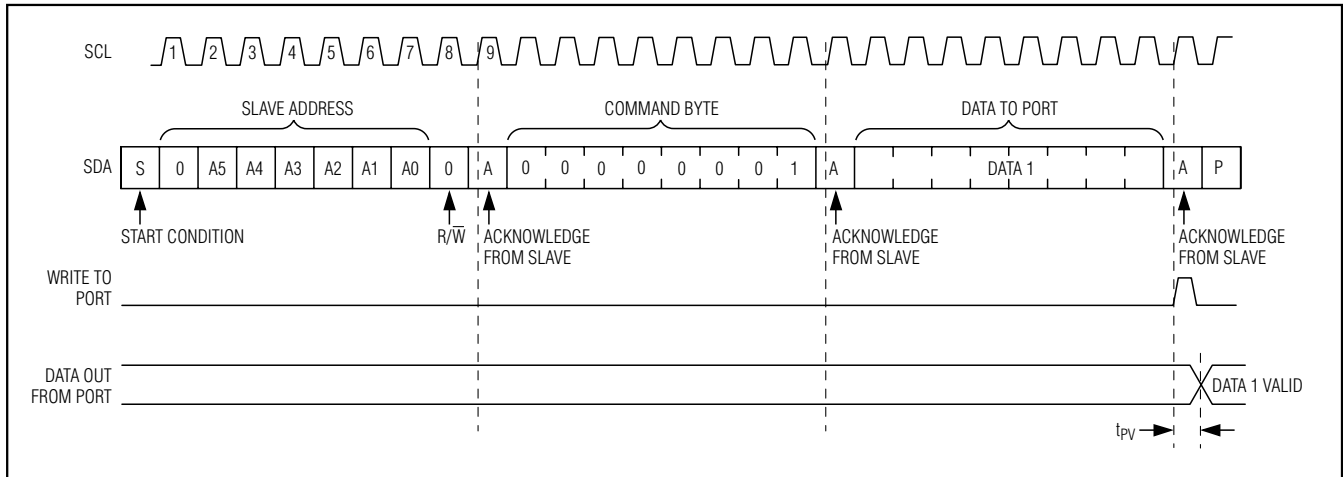 SCL 1 2 3 4 5 6 7 8 9
SLAVE ADDRESS COMMAND BYTE DATA TO PORT
SDA S 0 A5 A4 A3 A2 A1 A0 0 A 0 0 0 0 0 0 0 1 A DATA 1 A P
START CONDITION R/W̅ ACKNOWLEDGE ACKNOWLEDGE ACKNOWLEDGE
FROM SLAVE FROM SLAVE FROM SLAVE
WRITE TO
PORT
DATA OUT
FROM PORT
DATA 1 VALID
tPV